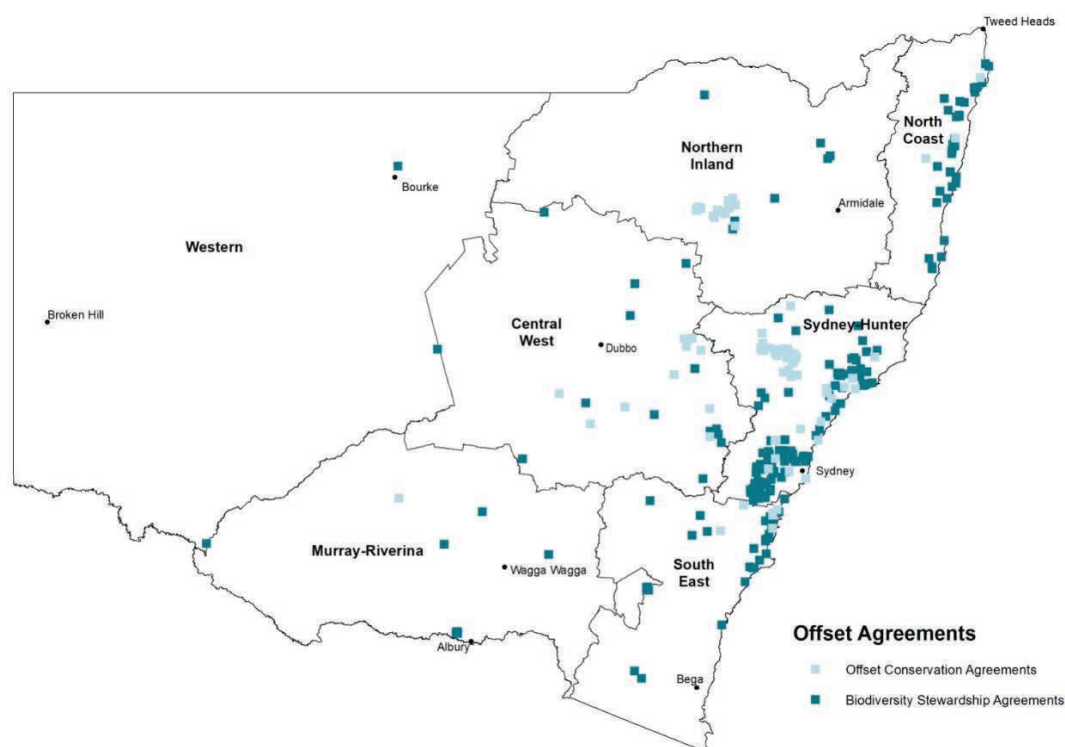 Tweed Heads
North
Coast
Northern
Inland
Bourke
Armidale
Western
Broken Hill
Central
West
Dubbo
Sydney-Hunter
Sydney
Murray-Riverina
Wagga Wagga
South
East
Albury
Bega
Offset Agreements
Offset Conservation Agreements
Biodiversity Stewardship Agreements